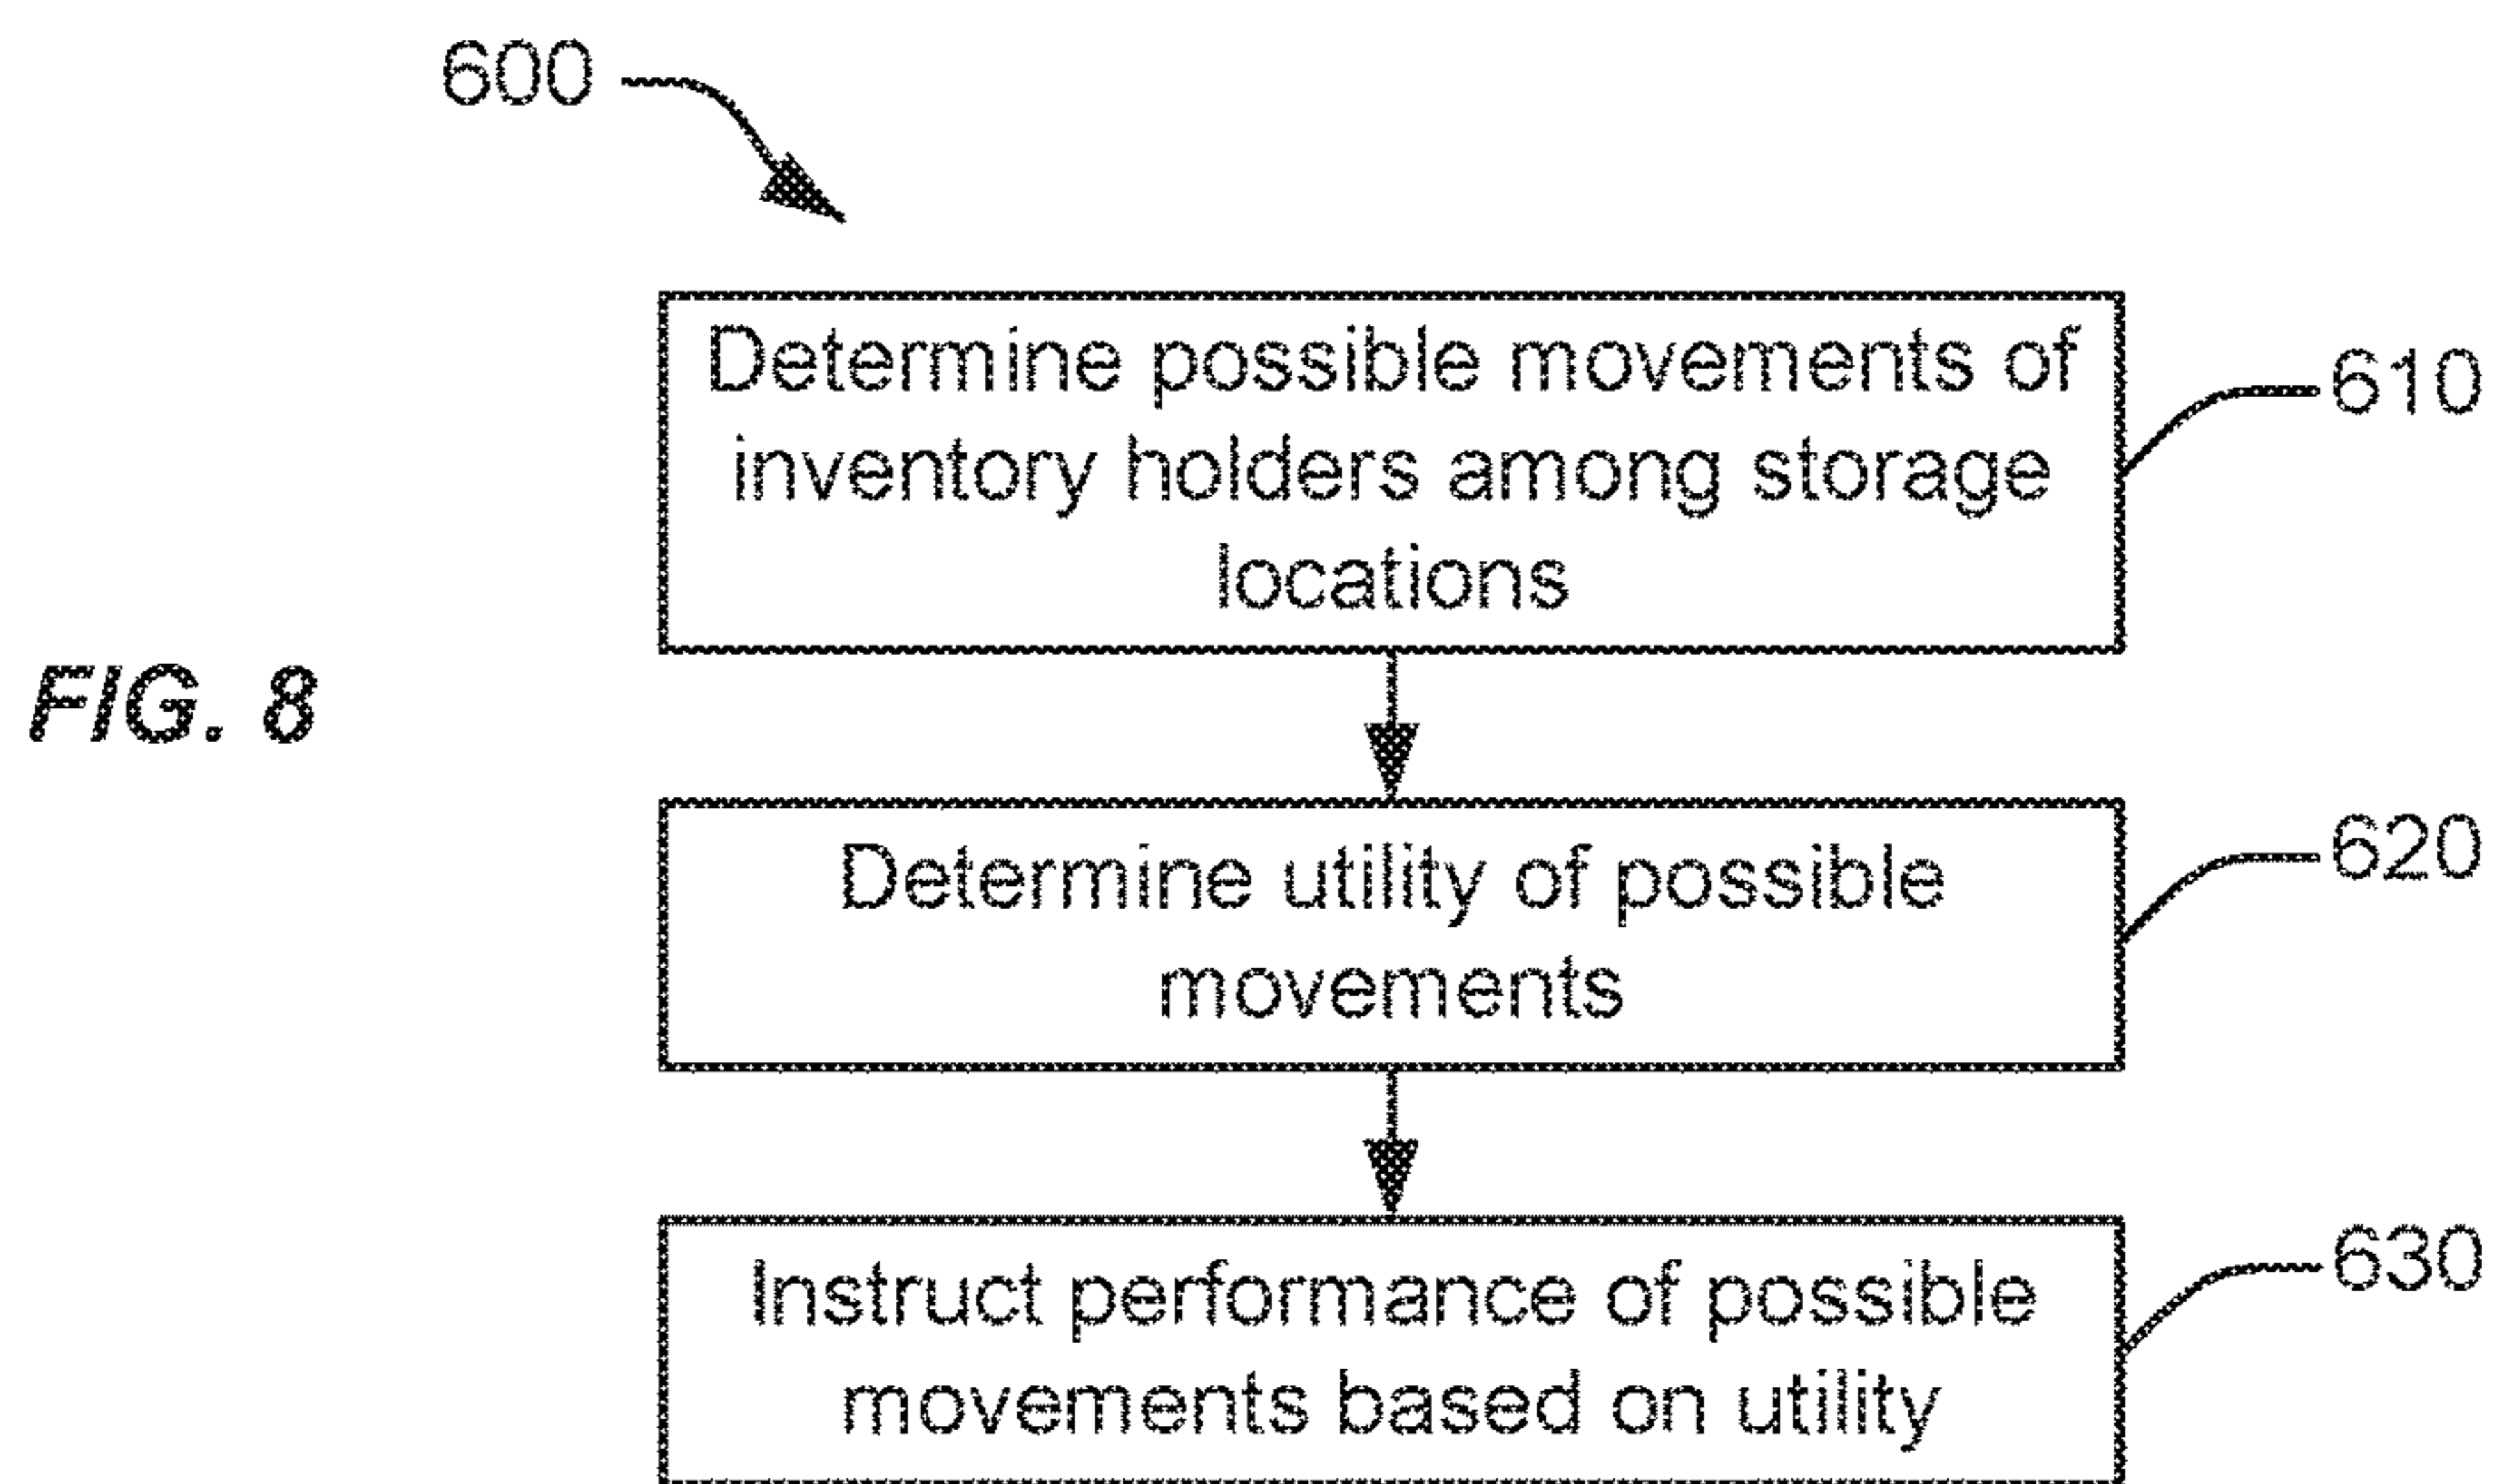 600
Determine possible movements of
inventory holders among storage
locations
610
FIG. 8
Determine utility of possible
movements
620
Instruct performance of possible
movements based on utility
630